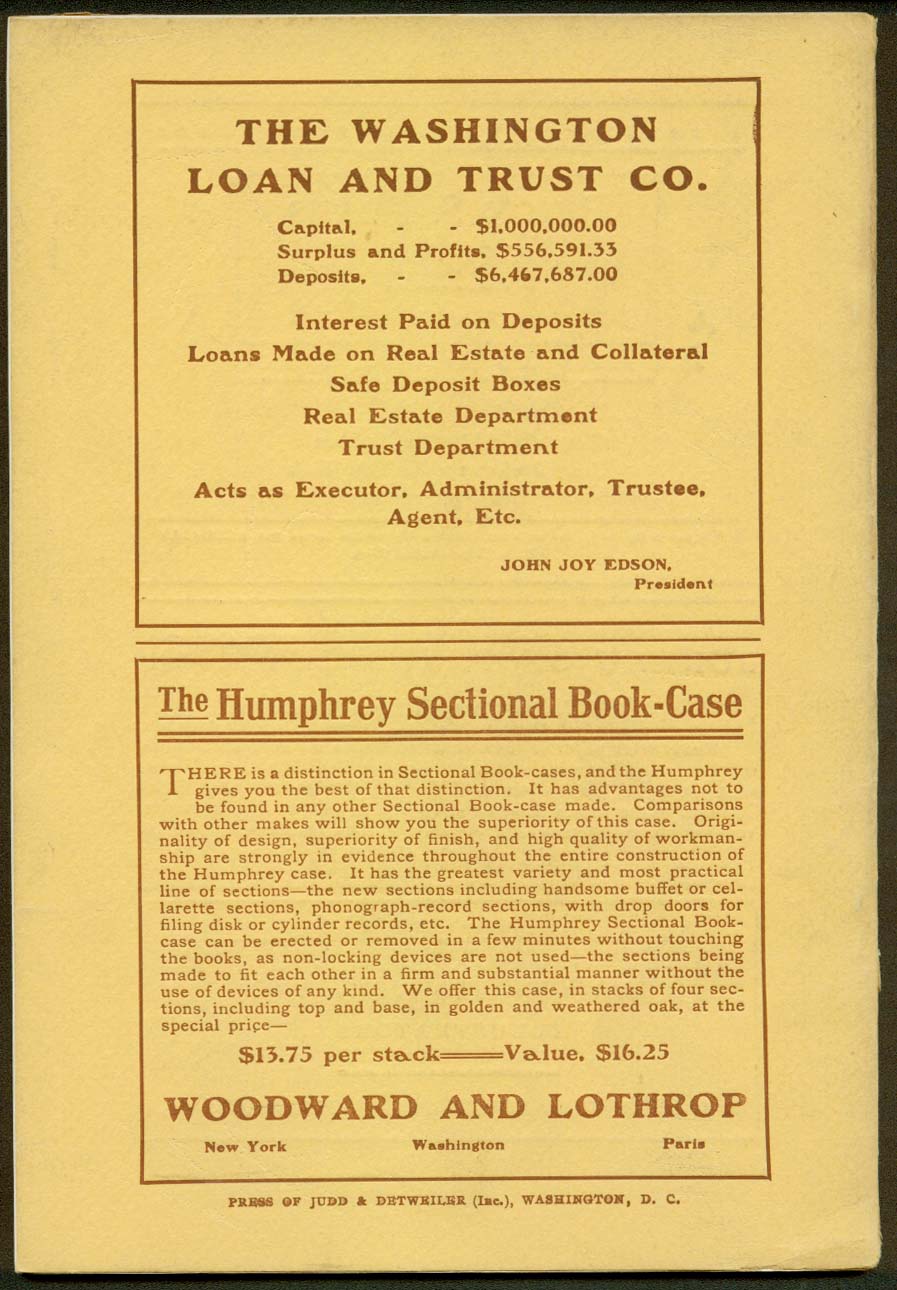 THE WASHINGTON
LOAN AND TRUST CO.
Capital, - - $1,000,000.00
Surplus and Profits, $556,591.33
Deposits, - - $6,467,687.00
Interest Paid on Deposits
Loans Made on Real Estate and Collateral
Safe Deposit Boxes
Real Estate Department
Trust Department
Acts as Executor, Administrator, Trustee,
Agent, Etc.
JOHN JOY EDSON,
President
The Humphrey Sectional Book-Case
THERE is a distinction in Sectional Book-cases, and the Humphrey
gives you the best of that distinction. It has advantages not to
be found in any other Sectional Book-case made. Comparisons
with other makes will show you the superiority of this case. Origi-
nality of design, superiority of finish, and high quality of workman-
ship are strongly in evidence throughout the entire construction of
the Humphrey case. It has the greatest variety and most practical
line of sections—the new sections including handsome buffet or cel-
larette sections, phonograph-record sections, with drop doors for
filing disk or cylinder records, etc. The Humphrey Sectional Book-
case can be erected or removed in a few minutes without touching
the books, as non-locking devices are not used—the sections being
made to fit each other in a firm and substantial manner without the
use of devices of any kind. We offer this case, in stacks of four sec-
tions, including top and base, in golden and weathered oak, at the
special price—
$13.75 per stack——Value, $16.25
WOODWARD AND LOTHROP
New York Washington Paris
PRESS OF JUDD & DETWEILER (Inc.), WASHINGTON, D. C.